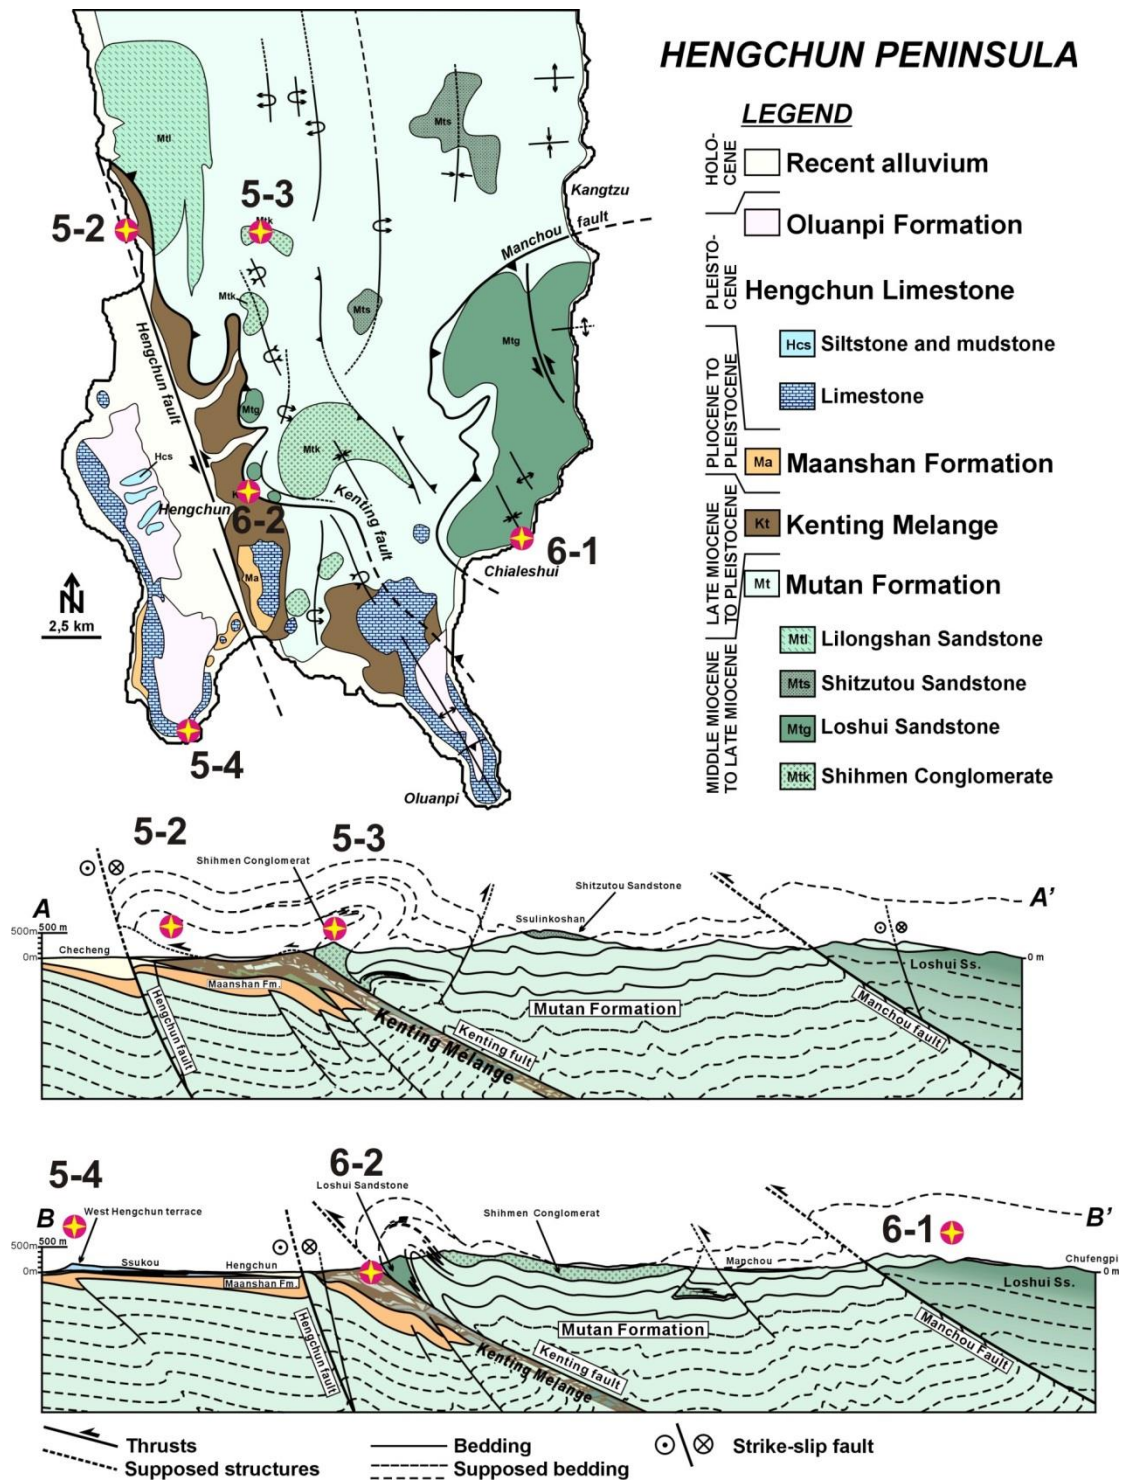 HENGCHUN PENINSULA
LEGEND
HOLO-
CENE
Recent alluvium
Oluanpi Formation
PLEISTO-
CENE
Hengchun Limestone
Hcs
Siltstone and mudstone
Limestone
PLIOCENE TO
PLEISTOCENE
Ma
Maanshan Formation
LATE MIOCENE
TO PLEISTOCENE
Kt
Kenting Melange
Mt
Mutan Formation
MIDDLE MIOCENE
TO LATE MIOCENE
Mtl
Lilongshan Sandstone
Mts
Shitzutou Sandstone
Mtg
Loshui Sandstone
Mtk
Shihmen Conglomerate
Mtl
Mts
5-2
5-3
Mtk
Kangtzu
Manchou fault
Mtk
Mts
Hengchun fault
Mtg
Mtg
Mtk
Hcs
Hengchun
K
6-2
Kenting fault
6-1
Chialeshui
Ma
N
2,5 km
5-4
Oluanpi
5-2
5-3
Shihmen Conglomerat
Shitzutou Sandstone
Ssulinkoshan
A
A'
500m
500 m
Checheng
0m
0 m
Maanshan Fm.
Loshui Ss.
Hengchun fault
Mutan Formation
Kenting fult
Kenting Melange
Manchou fault
5-4
6-2
Loshui Sandstone
B
West Hengchun terrace
Shihmen Conglomerat
6-1
B'
500m
500 m
Ssukou
Hengchun
Manchou
Chufengpi
0m
0 m
Maanshan Fm.
Loshui Ss.
Hengchun fault
Mutan Formation
Kenting fault
Kenting Melange
Manchou Fault
Thrusts
Bedding
Strike-slip fault
Supposed structures
Supposed bedding